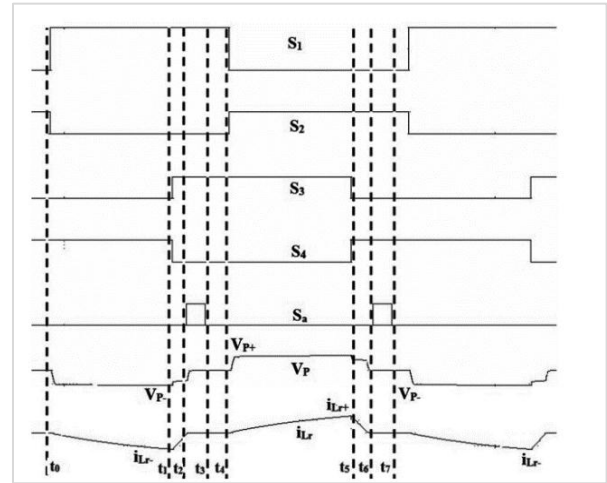 S1
S2
S3
S4
Sa
VP+
VP
VP-
VP-
iLr+
iLr
iLr-
iLr-
t0 t1 t2 t3 t4 t5 t6 t7